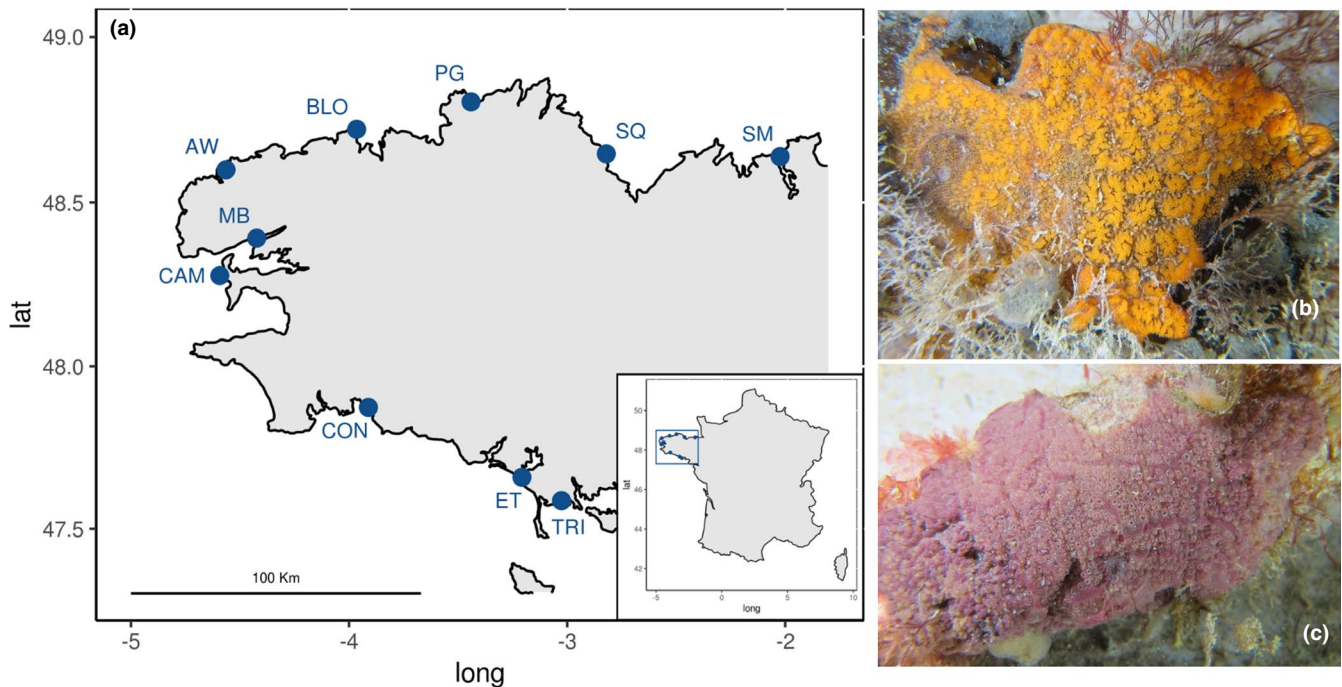 (a)
49.0
48.5
48.0
47.5
lat
PG
BLO
SQ
SM
AW
MB
CAM
CON
ET
TRI
100 Km
-5
-4
-3
-2
long
50
48
46
44
42
lat
-5
0
5
10
long
(b)
(c)